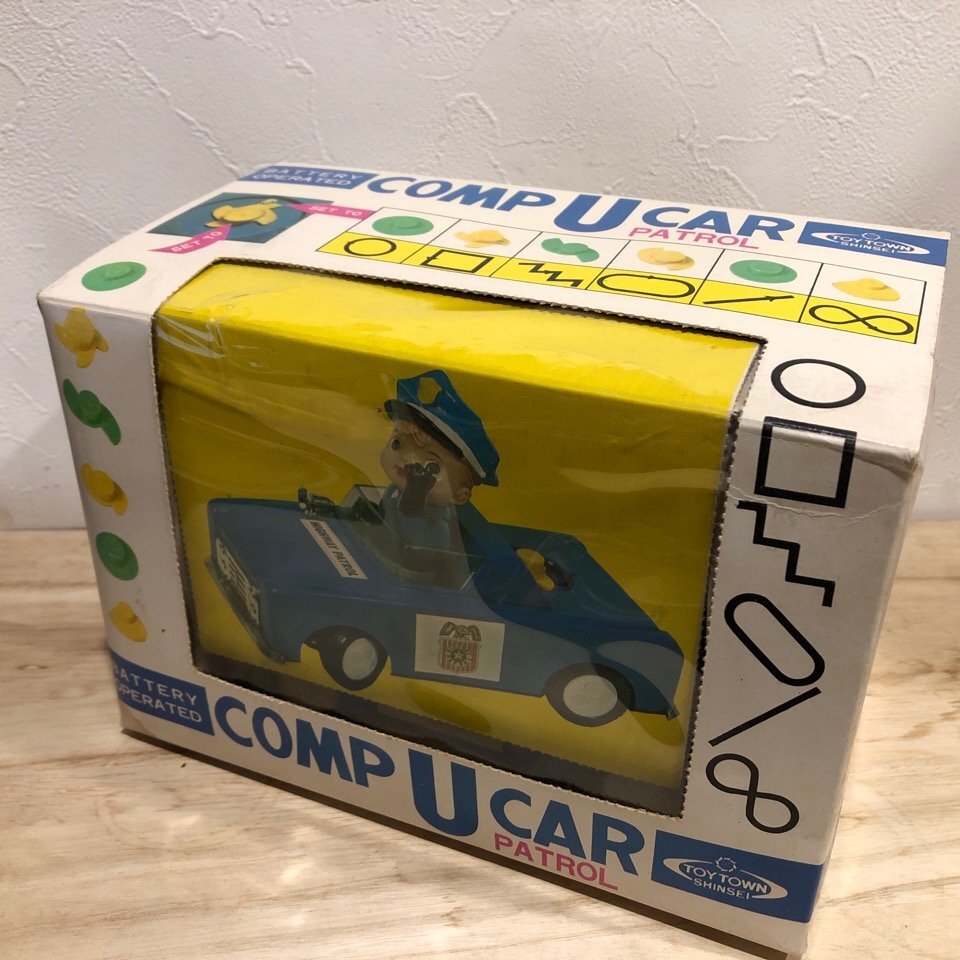 BATTERY
OPERATED
COMP U CAR
PATROL
TOYTOWN
SHINSEI
SET TO
SET TO
HIGHWAY PATROL
BATTERY
OPERATED
COMP U CAR
PATROL
TOYTOWN
SHINSEI